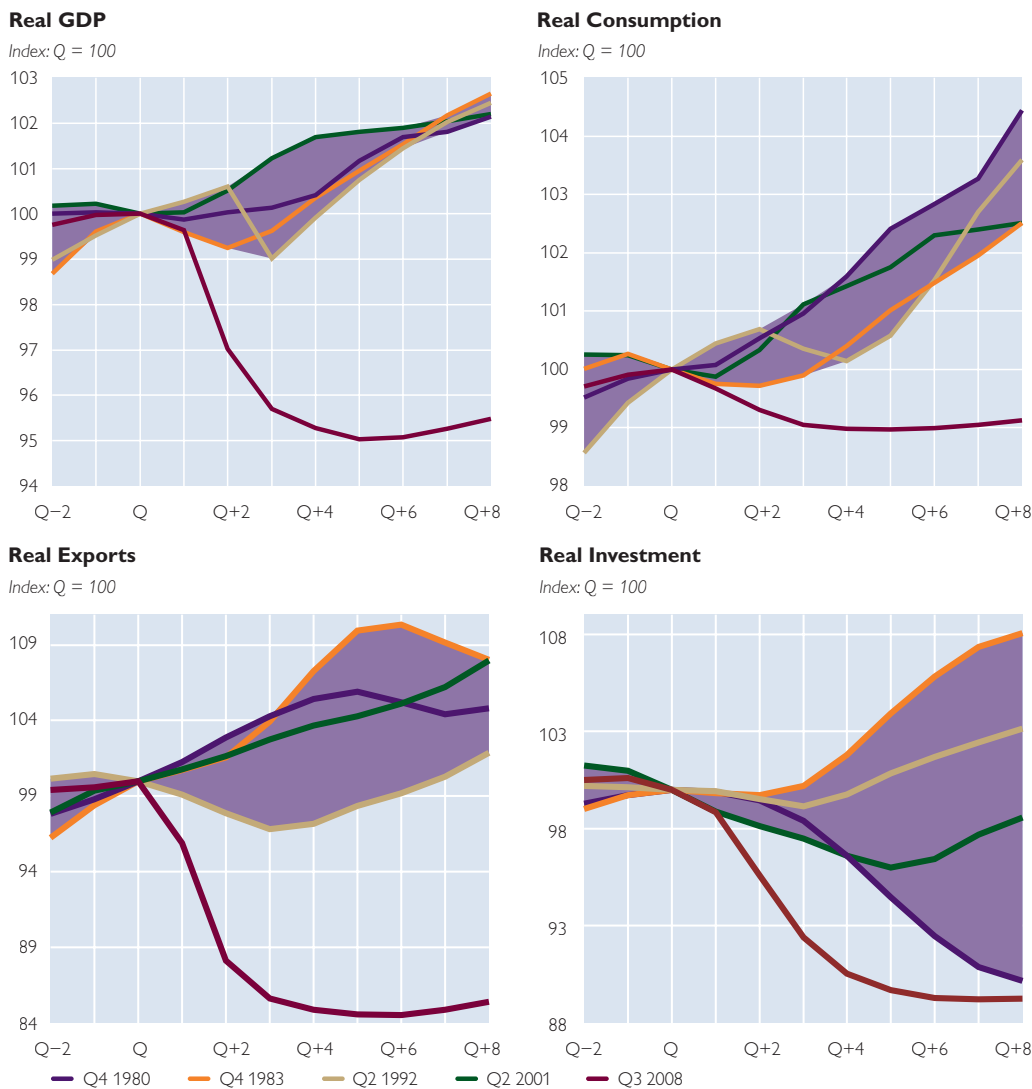 Real GDP
Index: Q = 100
103
102
101
100
99
98
97
96
95
94
Q−2 Q Q+2 Q+4 Q+6 Q+8
Real Consumption
Index: Q = 100
105
104
103
102
101
100
99
98
Q−2 Q Q+2 Q+4 Q+6 Q+8
Real Exports
Index: Q = 100
109
104
99
94
89
84
Q−2 Q Q+2 Q+4 Q+6 Q+8
Real Investment
Index: Q = 100
108
103
98
93
88
Q−2 Q Q+2 Q+4 Q+6 Q+8
Q4 1980 Q4 1983 Q2 1992 Q2 2001 Q3 2008